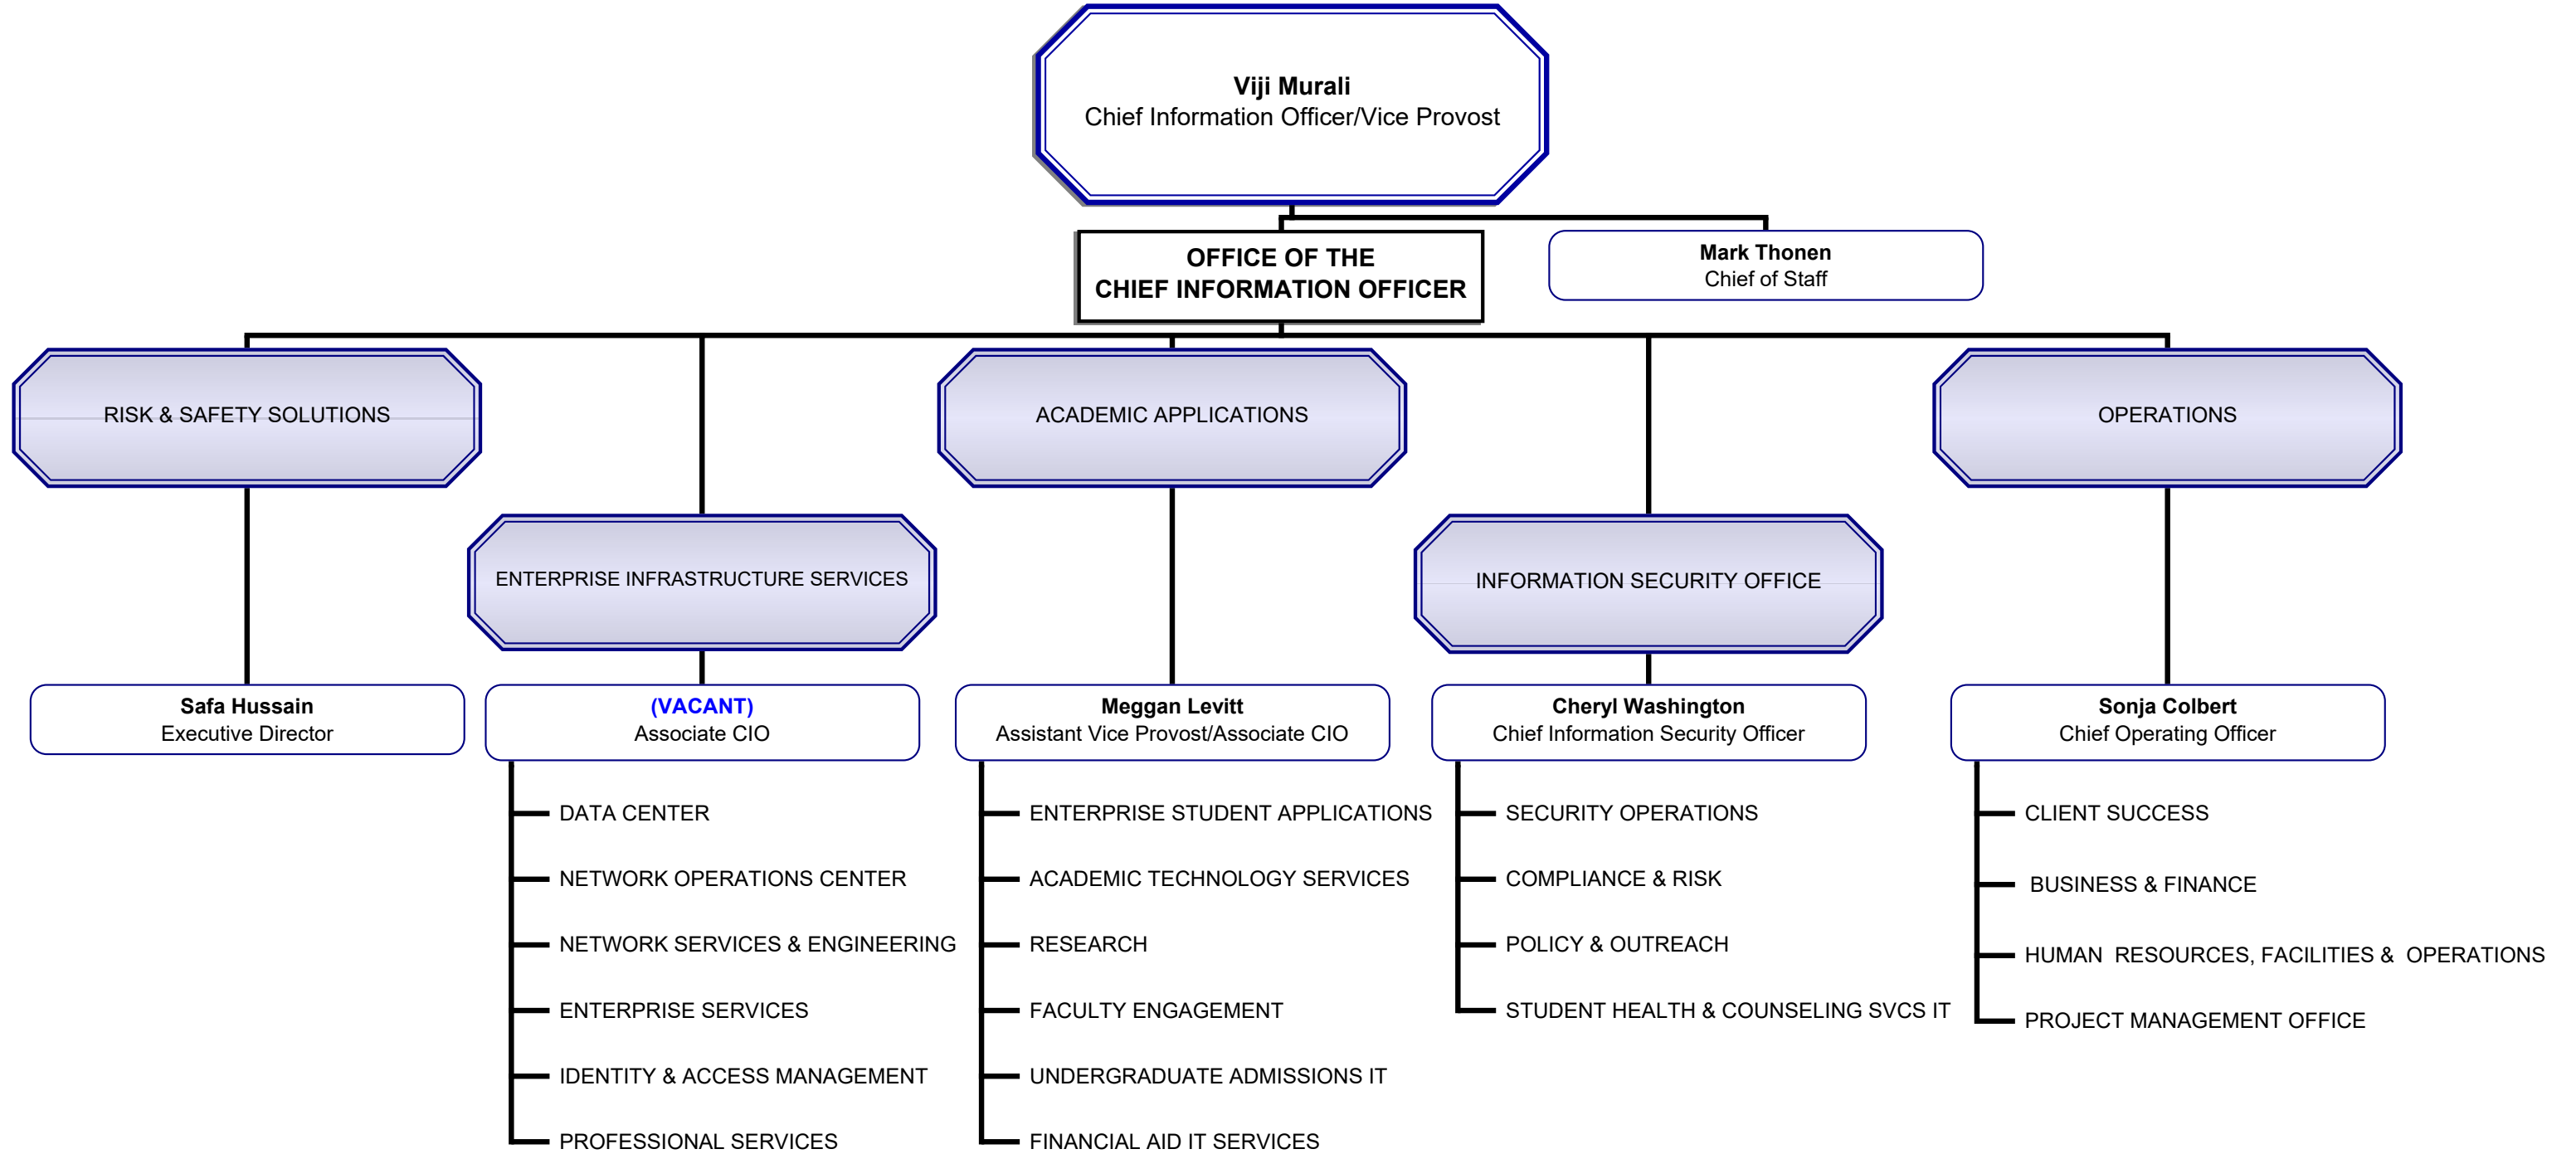 Viji Murali
Chief Information Officer/Vice Provost
OFFICE OF THE
CHIEF INFORMATION OFFICER
Mark Thonen
Chief of Staff
RISK & SAFETY SOLUTIONS
ACADEMIC APPLICATIONS
OPERATIONS
ENTERPRISE INFRASTRUCTURE SERVICES
INFORMATION SECURITY OFFICE
Safa Hussain
Executive Director
(VACANT)
Associate CIO
Meggan Levitt
Assistant Vice Provost/Associate CIO
Cheryl Washington
Chief Information Security Officer
Sonja Colbert
Chief Operating Officer
DATA CENTER
NETWORK OPERATIONS CENTER
NETWORK SERVICES & ENGINEERING
ENTERPRISE SERVICES
IDENTITY & ACCESS MANAGEMENT
PROFESSIONAL SERVICES
ENTERPRISE STUDENT APPLICATIONS
ACADEMIC TECHNOLOGY SERVICES
RESEARCH
FACULTY ENGAGEMENT
UNDERGRADUATE ADMISSIONS IT
FINANCIAL AID IT SERVICES
SECURITY OPERATIONS
COMPLIANCE & RISK
POLICY & OUTREACH
STUDENT HEALTH & COUNSELING SVCS IT
CLIENT SUCCESS
BUSINESS & FINANCE
HUMAN  RESOURCES, FACILITIES &  OPERATIONS
PROJECT MANAGEMENT OFFICE